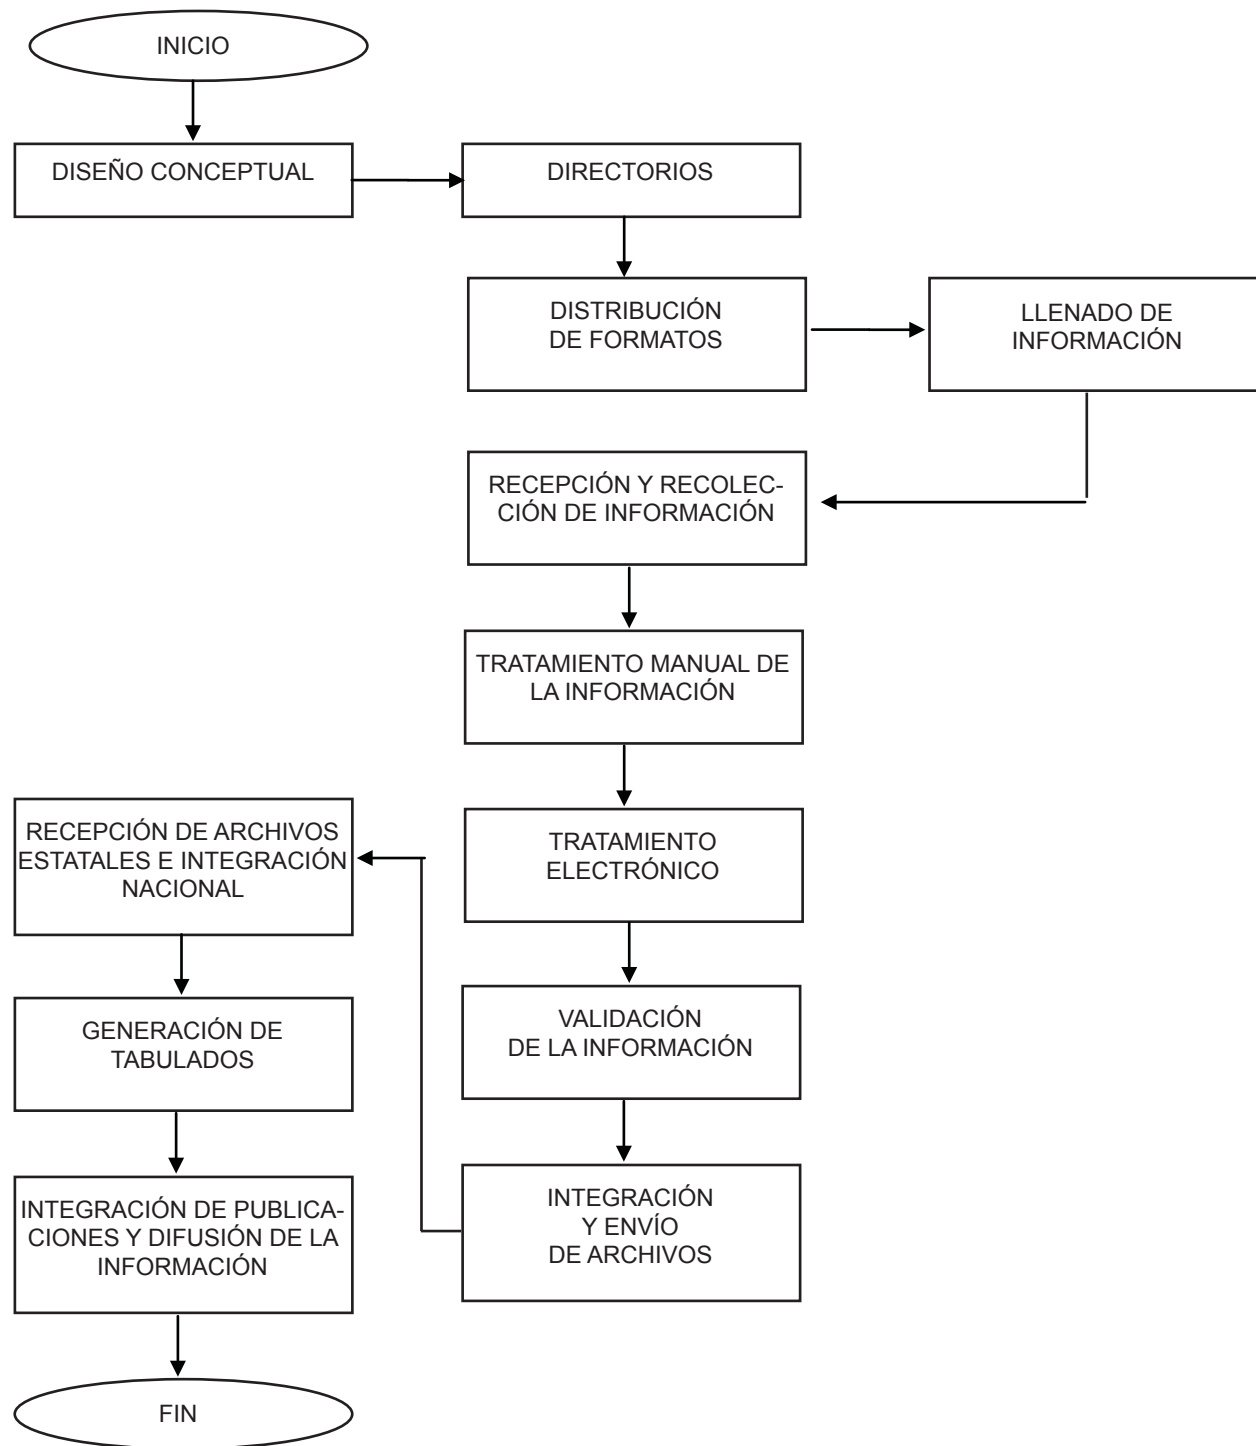 INICIO
DISEÑO CONCEPTUAL
DIRECTORIOS
DISTRIBUCIÓN
DE FORMATOS
LLENADO DE
INFORMACIÓN
RECEPCIÓN Y RECOLEC-
CIÓN DE INFORMACIÓN
TRATAMIENTO MANUAL DE
LA INFORMACIÓN
TRATAMIENTO
ELECTRÓNICO
VALIDACIÓN
DE LA INFORMACIÓN
INTEGRACIÓN
Y ENVÍO
DE ARCHIVOS
RECEPCIÓN DE ARCHIVOS
ESTATALES E INTEGRACIÓN
NACIONAL
GENERACIÓN DE
TABULADOS
INTEGRACIÓN DE PUBLICA-
CIONES Y DIFUSIÓN DE LA
INFORMACIÓN
FIN